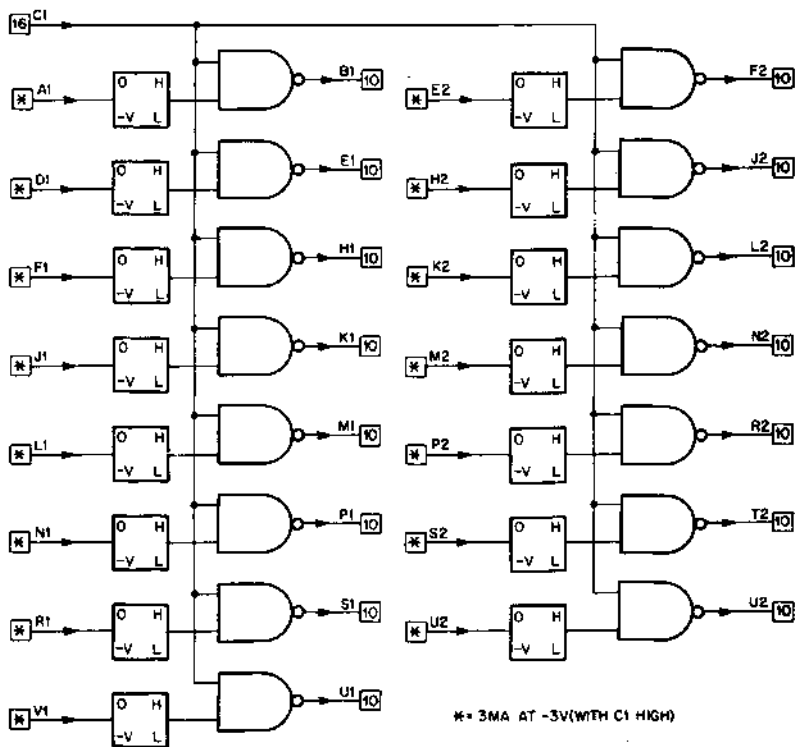 16 C1
* A1 O H -V L B1 10
* E2 O H -V L F2 10
* D1 O H -V L E1 10
* H2 O H -V L J2 10
* F1 O H -V L H1 10
* K2 O H -V L L2 10
* J1 O H -V L K1 10
* M2 O H -V L N2 10
* L1 O H -V L M1 10
* P2 O H -V L R2 10
* N1 O H -V L P1 10
* S2 O H -V L T2 10
* R1 O H -V L S1 10
* U2 O H -V L U2 10
* V1 O H -V L U1 10
*= 3MA AT -3V(WITH C1 HIGH)